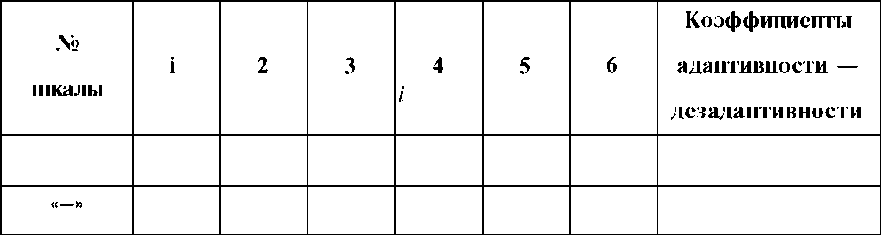 №
шкалы
i
2
3
4
i
5
6
Коэффициенты
адаптивности —
дезадаптивности
«—»